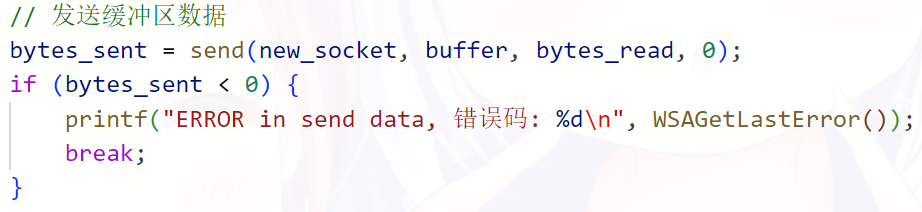 // 发送缓冲区数据
bytes_sent = send(new_socket, buffer, bytes_read, 0);
if (bytes_sent < 0) {
    printf("ERROR in send data, 错误码: %d\n", WSAGetLastError());
    break;
}